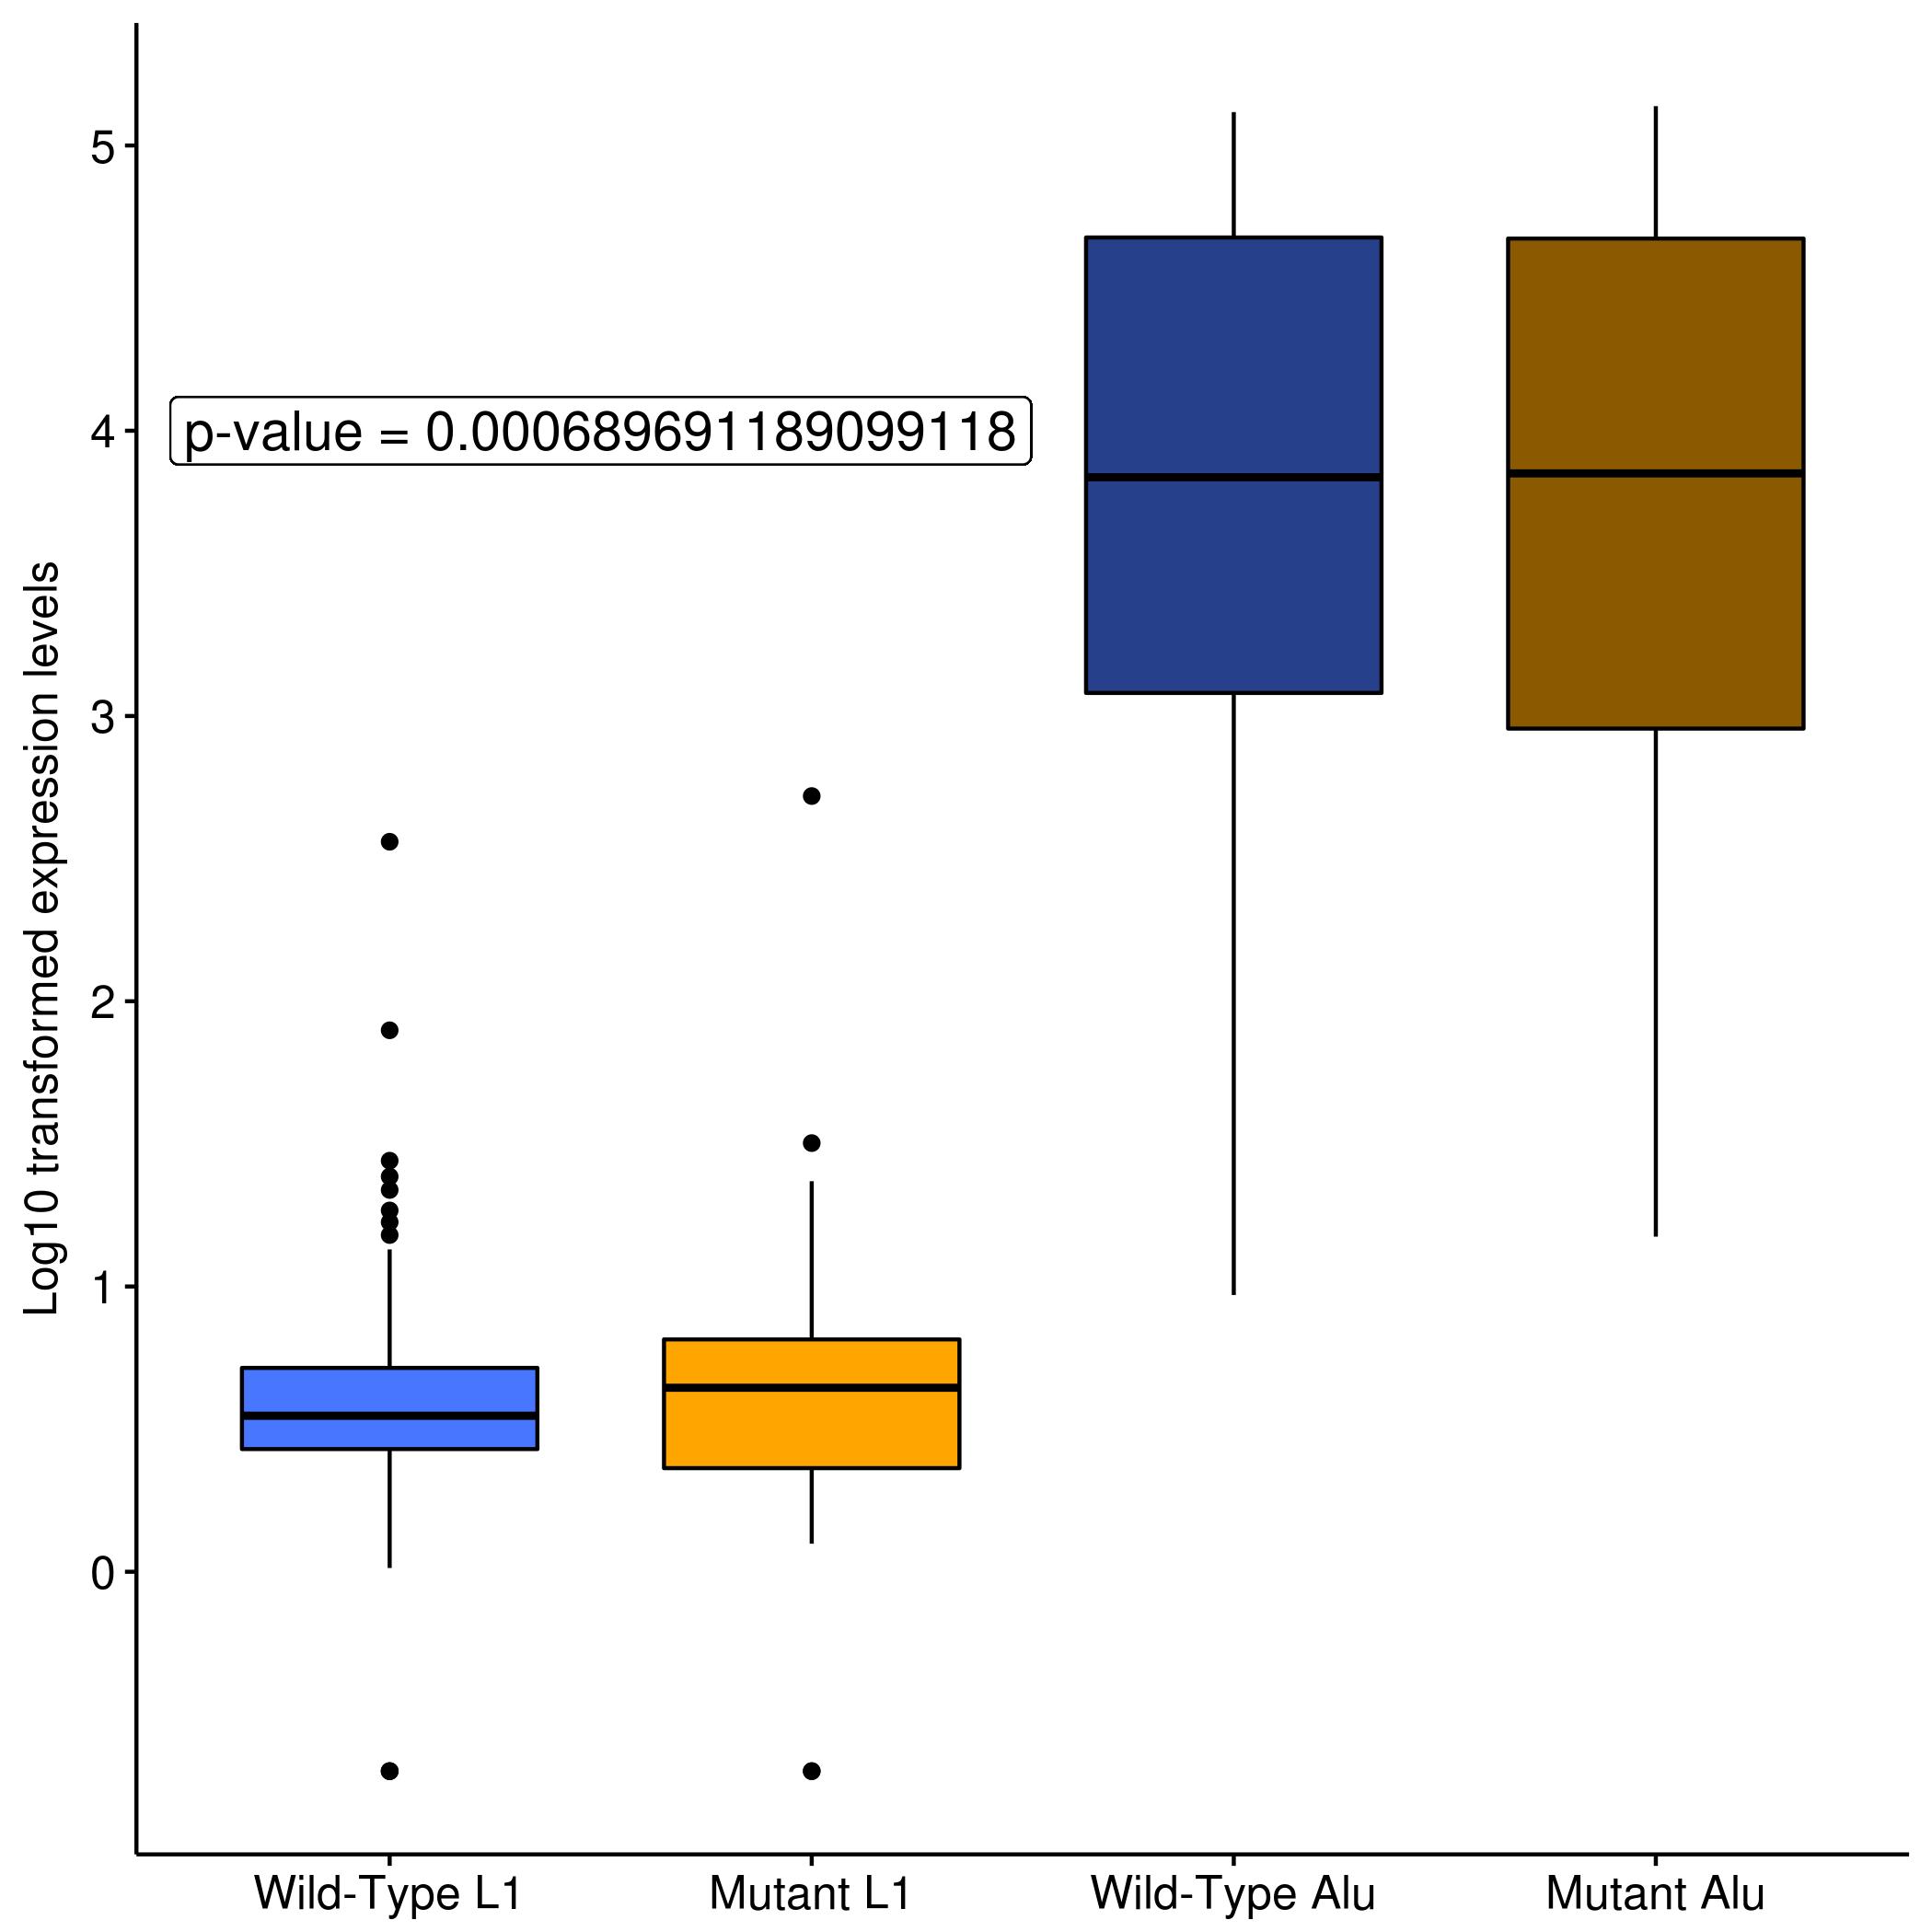 5
p-value = 0.000689691189099118
4
3
2
1
0
Log10 transformed expression levels
Wild-Type L1
Mutant L1
Wild-Type Alu
Mutant Alu